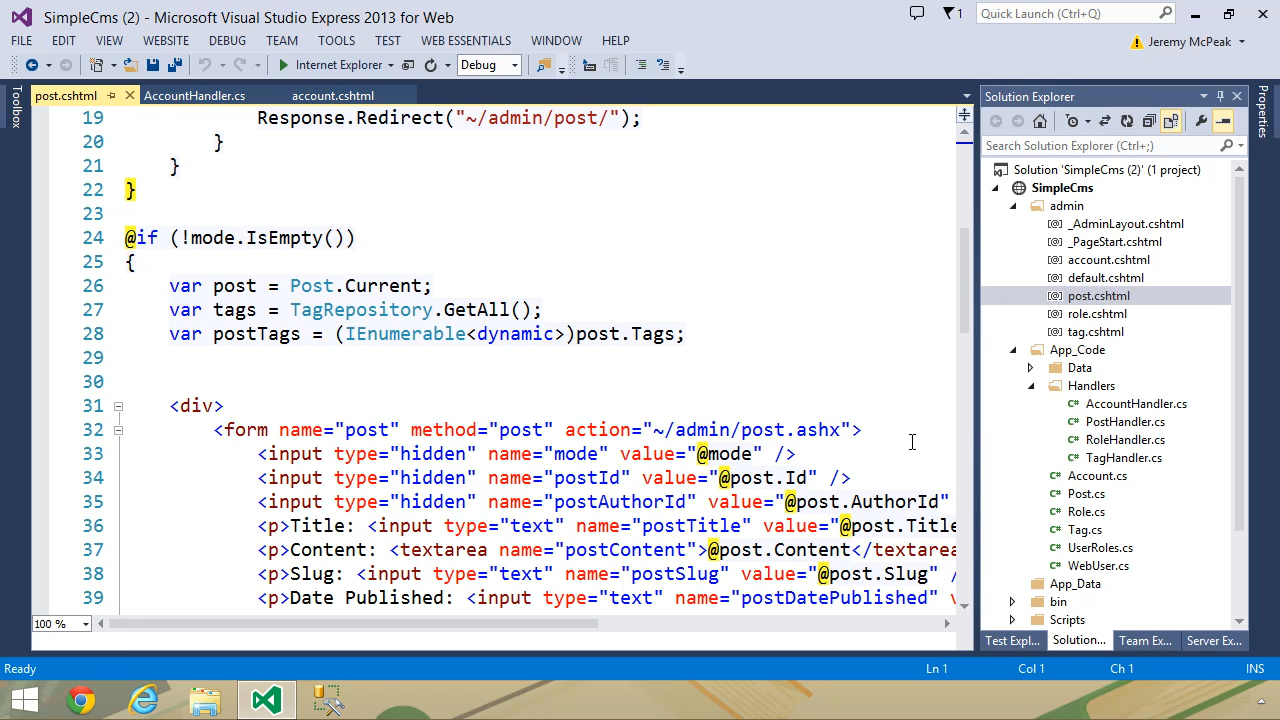 SimpleCms (2) - Microsoft Visual Studio Express 2013 for Web
1
Quick Launch (Ctrl+Q)
FILE EDIT VIEW WEBSITE DEBUG TEAM TOOLS TEST WEB ESSENTIALS WINDOW HELP
Jeremy McPeak
Internet Explorer
Debug
Toolbox
post.cshtml
AccountHandler.cs
account.cshtml
19 Response.Redirect("~/admin/post/");
20 }
21 }
22 }
23
24 @if (!mode.IsEmpty())
25 {
26 var post = Post.Current;
27 var tags = TagRepository.GetAll();
28 var postTags = (IEnumerable<dynamic>)post.Tags;
29
30
31 <div>
32 <form name="post" method="post" action="~/admin/post.ashx">
33 <input type="hidden" name="mode" value="@mode" />
34 <input type="hidden" name="postId" value="@post.Id" />
35 <input type="hidden" name="postAuthorId" value="@post.AuthorId"
36 <p>Title: <input type="text" name="postTitle" value="@post.Title
37 <p>Content: <textarea name="postContent">@post.Content</textarea
38 <p>Slug: <input type="text" name="postSlug" value="@post.Slug" /
39 <p>Date Published: <input type="text" name="postDatePublished" v
100 %
Solution Explorer
Search Solution Explorer (Ctrl+;)
Solution 'SimpleCms (2)' (1 project)
SimpleCms
admin
_AdminLayout.cshtml
_PageStart.cshtml
account.cshtml
default.cshtml
post.cshtml
role.cshtml
tag.cshtml
App_Code
Data
Handlers
AccountHandler.cs
PostHandler.cs
RoleHandler.cs
TagHandler.cs
Account.cs
Post.cs
Role.cs
Tag.cs
UserRoles.cs
WebUser.cs
App_Data
bin
Scripts
Test Expl...
Solution...
Team Ex...
Server Ex...
Properties
Ready
Ln 1
Col 1
Ch 1
INS